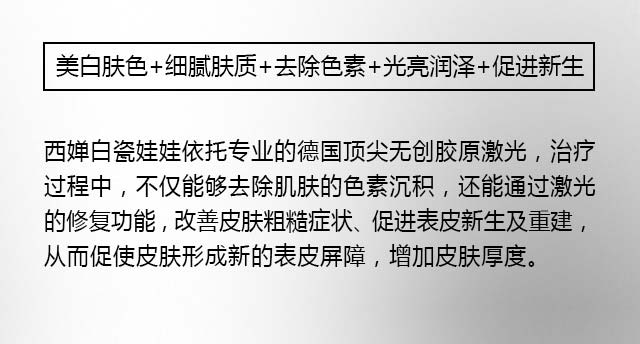 美白肤色+细腻肤质+去除色素+光亮润泽+促进新生
西婵白瓷娃娃依托专业的德国顶尖无创胶原激光，治疗
过程中，不仅能够去除肌肤的色素沉积，还能通过激光
的修复功能，改善皮肤粗糙症状、促进表皮新生及重建，
从而促使皮肤形成新的表皮屏障，增加皮肤厚度。